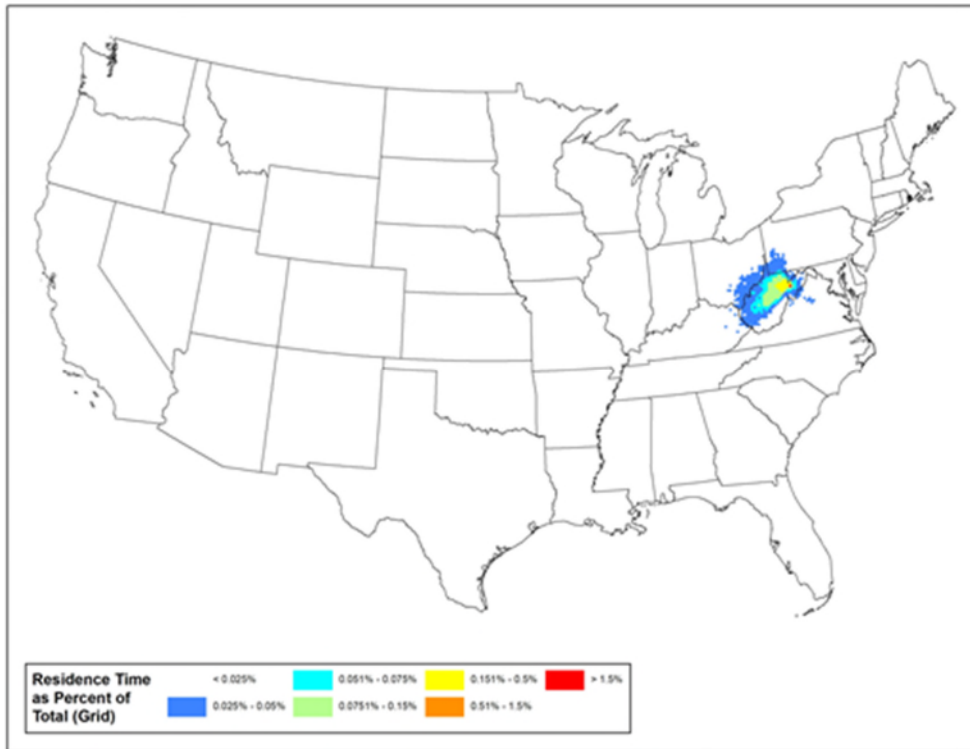 Residence Time
as Percent of
Total (Grid)
< 0.025%
0.051% - 0.075%
0.151% - 0.5%
> 1.5%
0.025% - 0.05%
0.0751% - 0.15%
0.51% - 1.5%